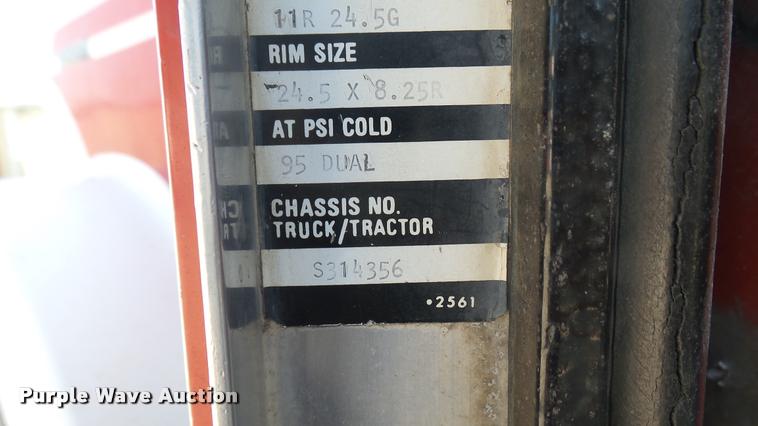 11R 24.5G
RIM SIZE
24.5 X 8.25R
AT PSI COLD
95 DUAL
CHASSIS NO.
TRUCK/TRACTOR
S314356
•2561
Purple Wave Auction